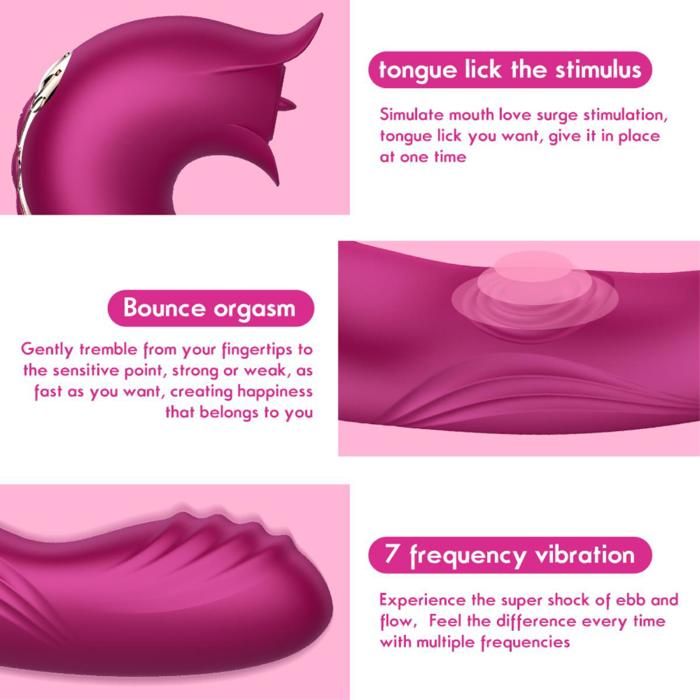 tongue lick the stimulus
Simulate mouth love surge stimulation,
tongue lick you want, give it in place
at one time
Bounce orgasm
Gently tremble from your fingertips to
the sensitive point, strong or weak, as
fast as you want, creating happiness
that belongs to you
7 frequency vibration
Experience the super shock of ebb and
flow, Feel the difference every time
with multiple frequencies